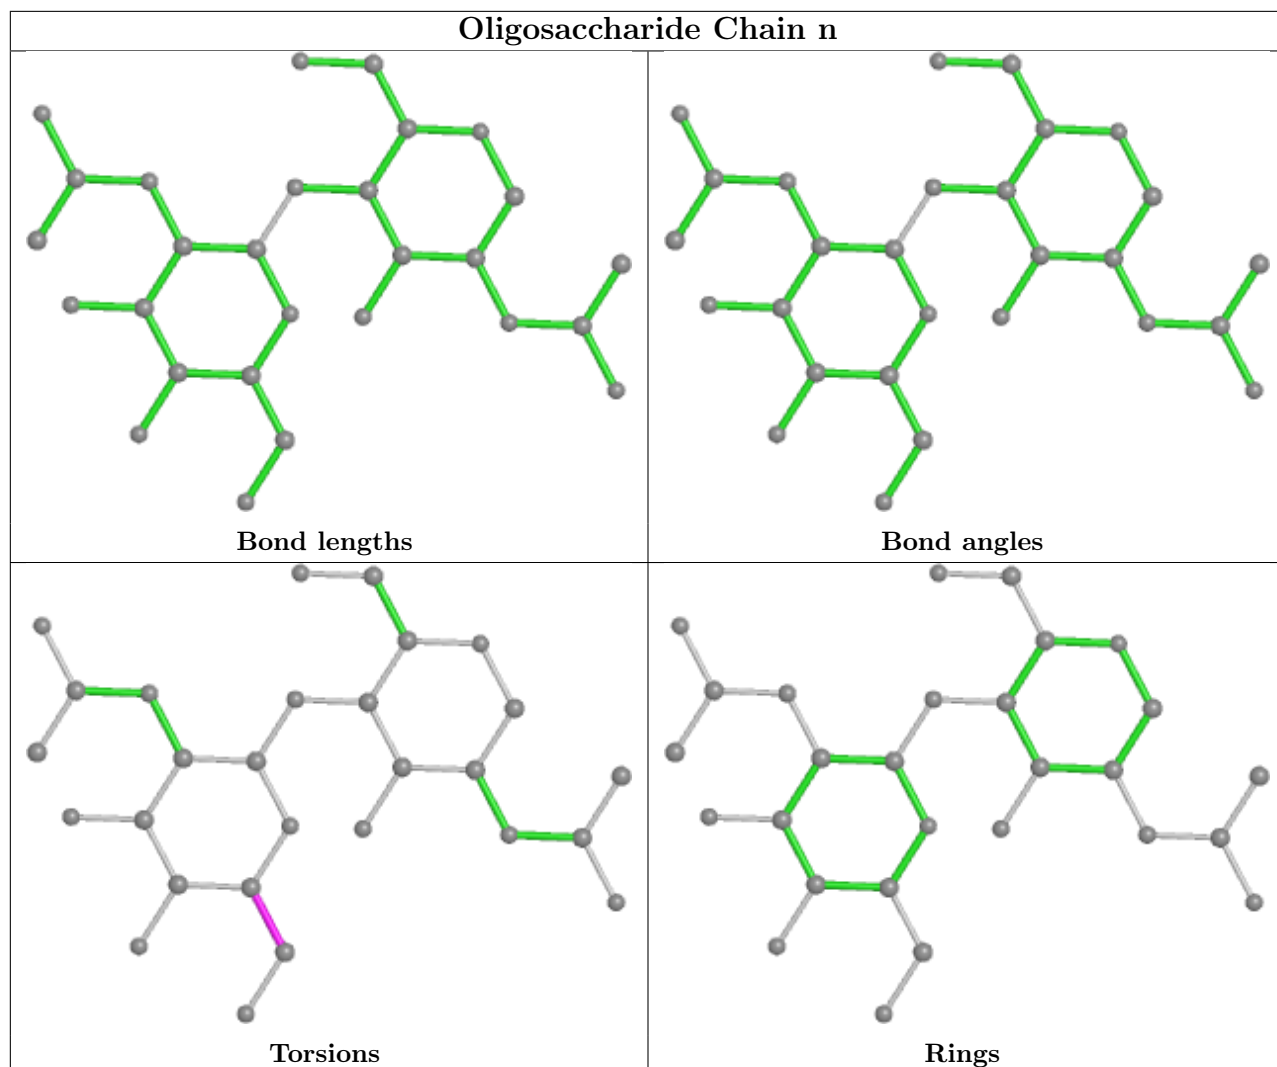 Oligosaccharide Chain n
Bond lengths
Bond angles
Torsions
Rings